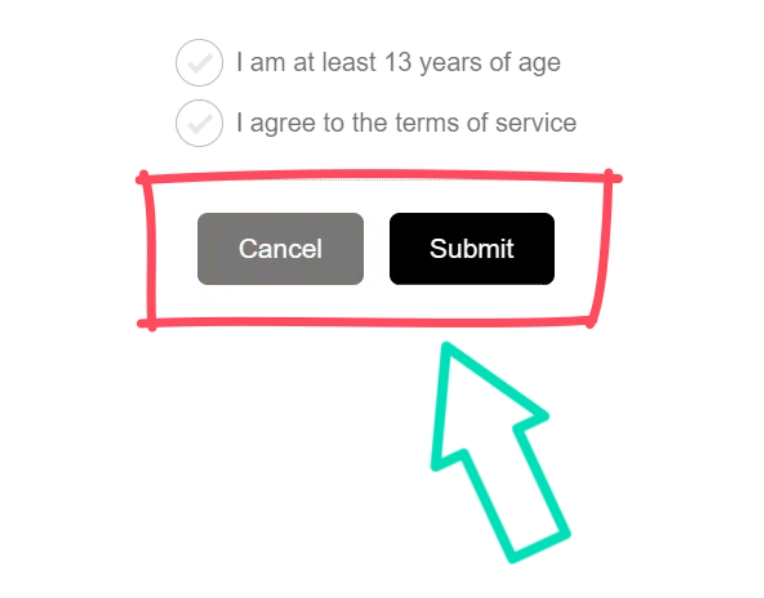 I am at least 13 years of age
I agree to the terms of service
Cancel Submit